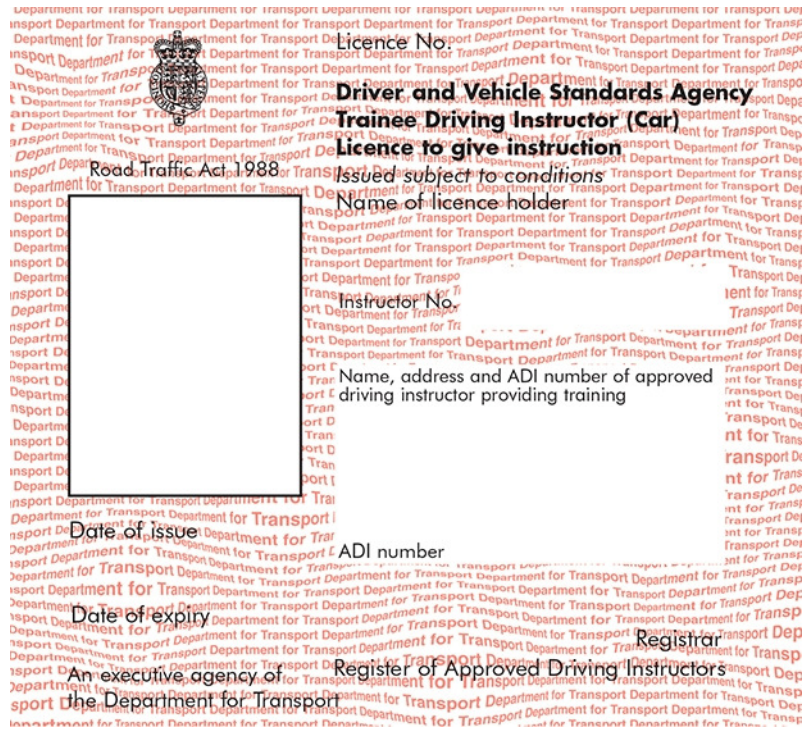 Licence No.
Driver and Vehicle Standards Agency
Trainee Driving Instructor (Car)
Licence to give instruction
Issued subject to conditions
Road Traffic Act 1988
Name of licence holder
Instructor No.
Name, address and ADI number of approved
driving instructor providing training
ADI number
Date of issue
Date of expiry
Registrar
Register of Approved Driving Instructors
An executive agency of
the Department for Transport
Department for Transport